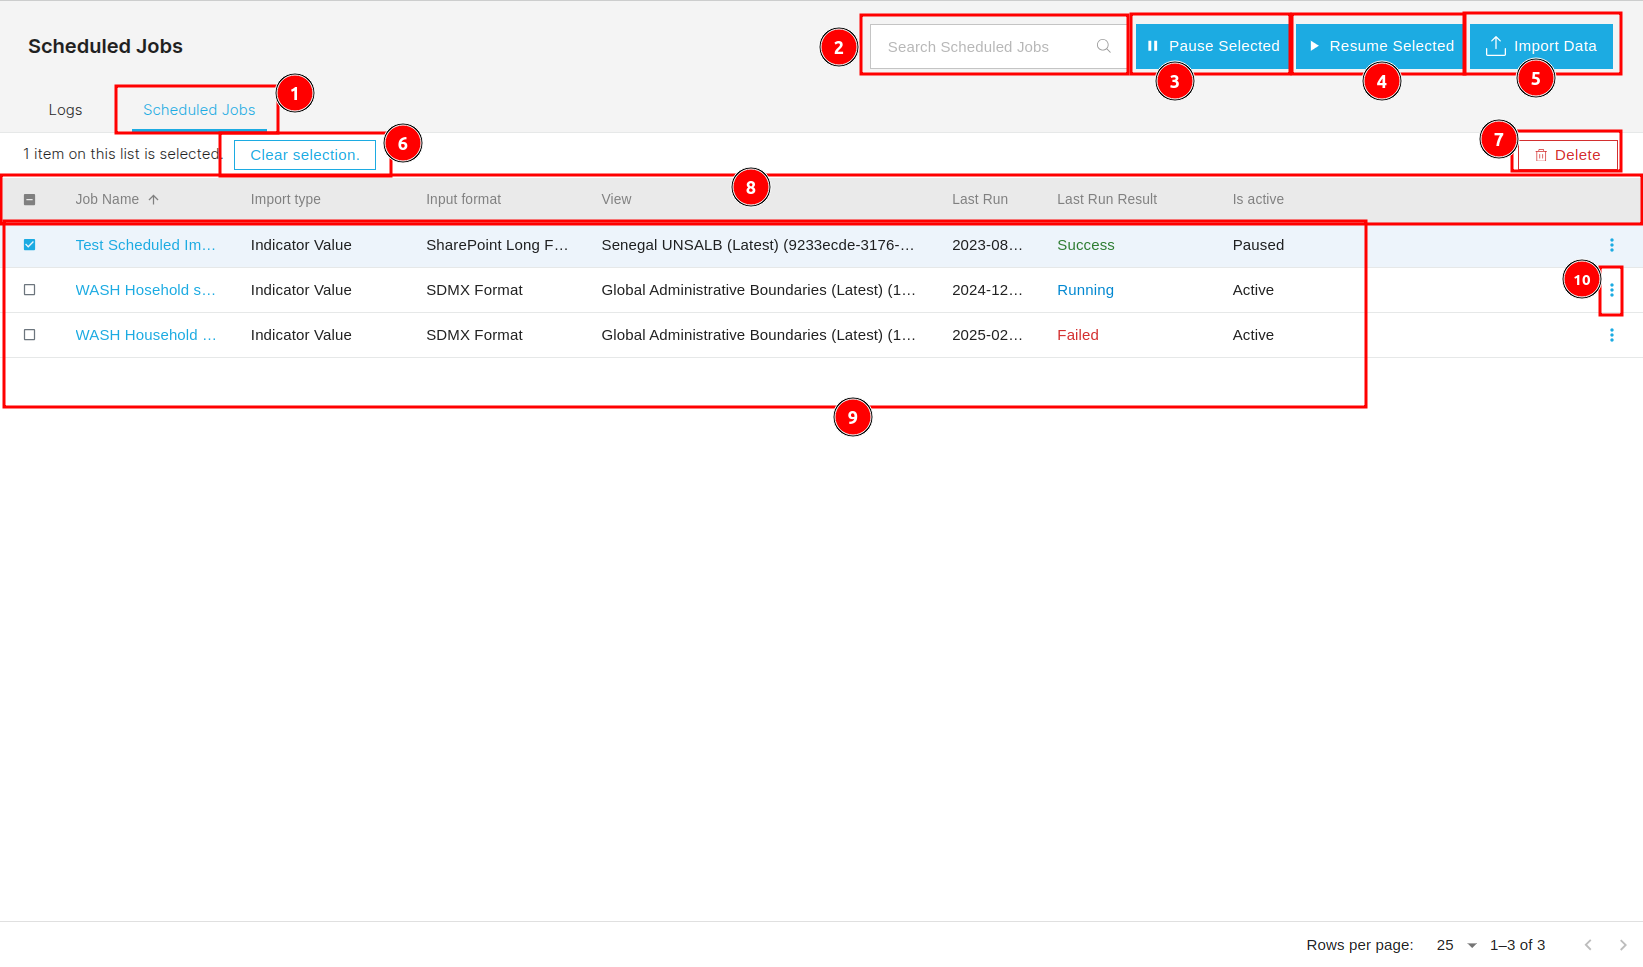 Scheduled Jobs
2
Search Scheduled Jobs
Pause Selected
Resume Selected
Import Data
3
4
5
Logs
Scheduled Jobs
1
1 item on this list is selected.
Clear selection.
6
7
Delete
8
Job Name Import type Input format View Last Run Last Run Result Is active
Test Scheduled Im... Indicator Value SharePoint Long F... Senegal UNSALB (Latest) (9233ecde-3176-... 2023-08... Success Paused
WASH Hosehold s... Indicator Value SDMX Format Global Administrative Boundaries (Latest) (1... 2024-12... Running Active
10
WASH Household ... Indicator Value SDMX Format Global Administrative Boundaries (Latest) (1... 2025-02... Failed Active
9
Rows per page: 25 1–3 of 3